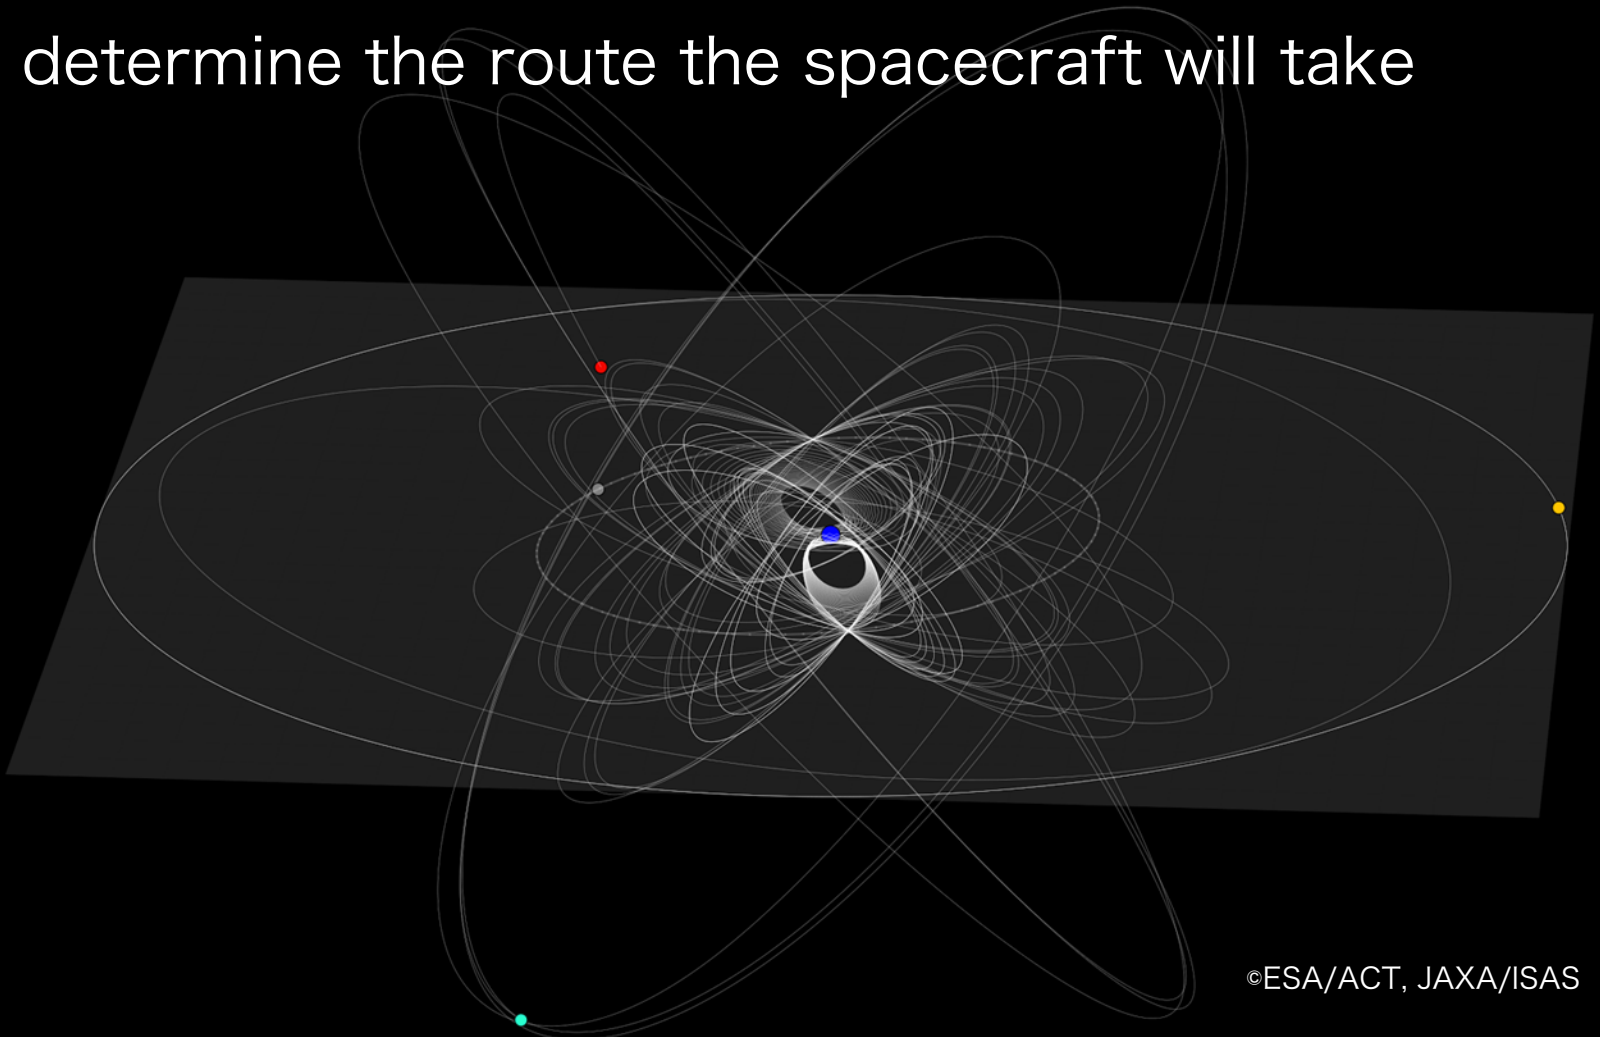 determine the route the spacecraft will take
©ESA/ACT, JAXA/ISAS